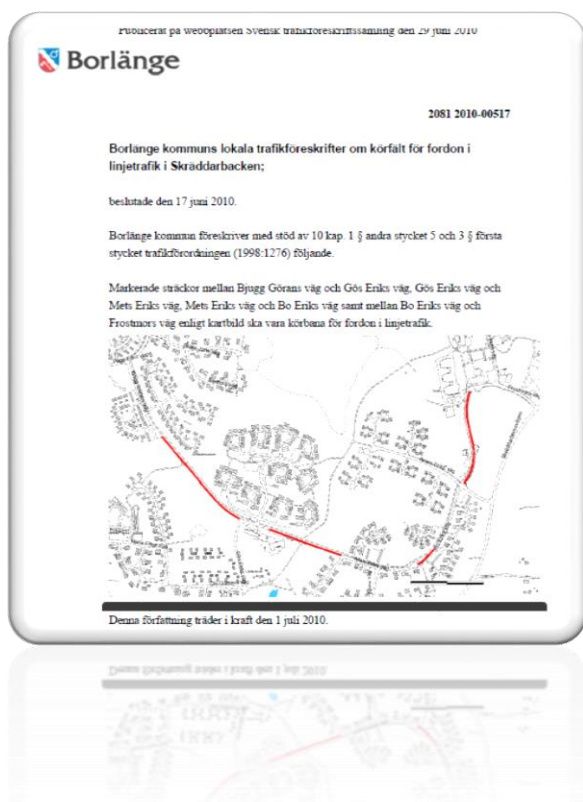 Publicerat på webbplatsen Svensk trafikföreskriftssamling den 29 juni 2010
Borlänge
2081 2010-00517
Borlänge kommuns lokala trafikföreskrifter om körfält för fordon i
linjetrafik i Skräddarbacken;
beslutade den 17 juni 2010.
Borlänge kommun föreskriver med stöd av 10 kap. 1 § andra stycket 5 och 3 § första
stycket trafikförordningen (1998:1276) följande.
Markerade sträckor mellan Bjugg Görans väg och Gös Eriks väg, Gös Eriks väg och
Mets Eriks väg, Mets Eriks väg och Bo Eriks väg samt mellan Bo Eriks väg och
Frostmors väg enligt kartbild ska vara körbana för fordon i linjetrafik.
Denna författning träder i kraft den 1 juli 2010.